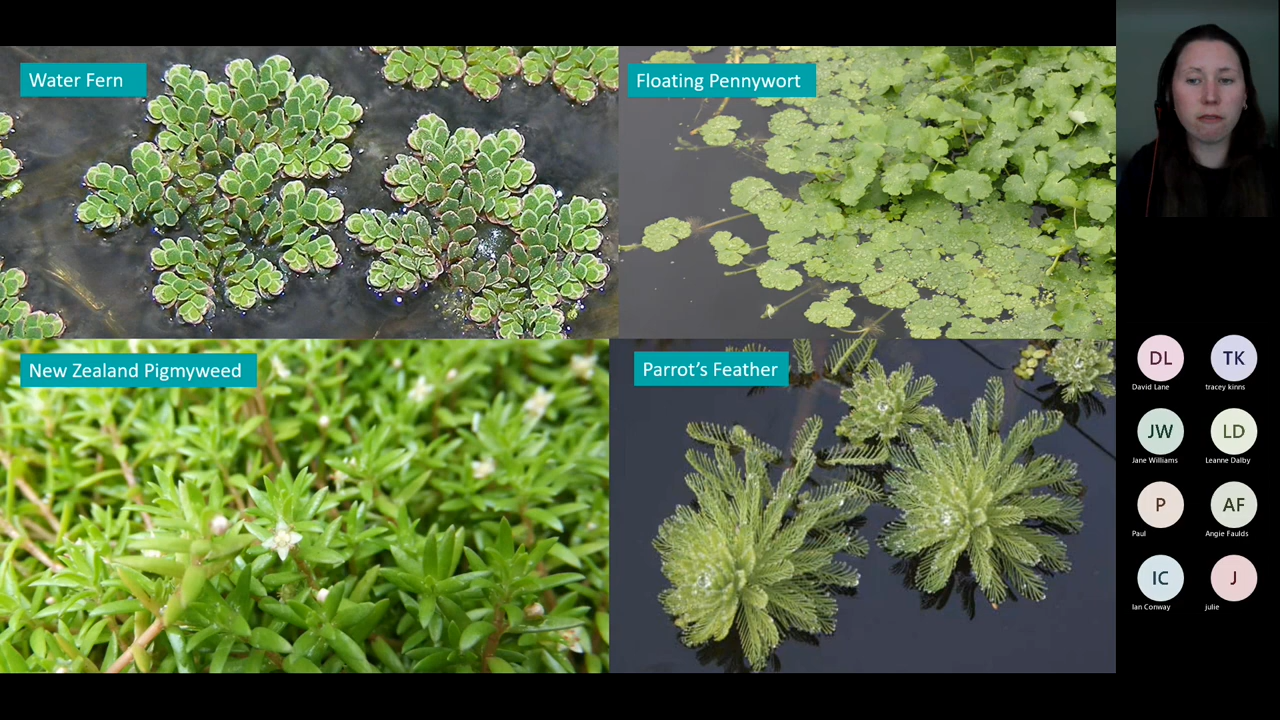 Water Fern
Floating Pennywort
New Zealand Pigmyweed
Parrot's Feather
DL
TK
David Lane
tracey kinns
JW
LD
Jane Williams
Leanne Dalby
P
AF
Paul
Angie Faulds
IC
J
Ian Conway
julie